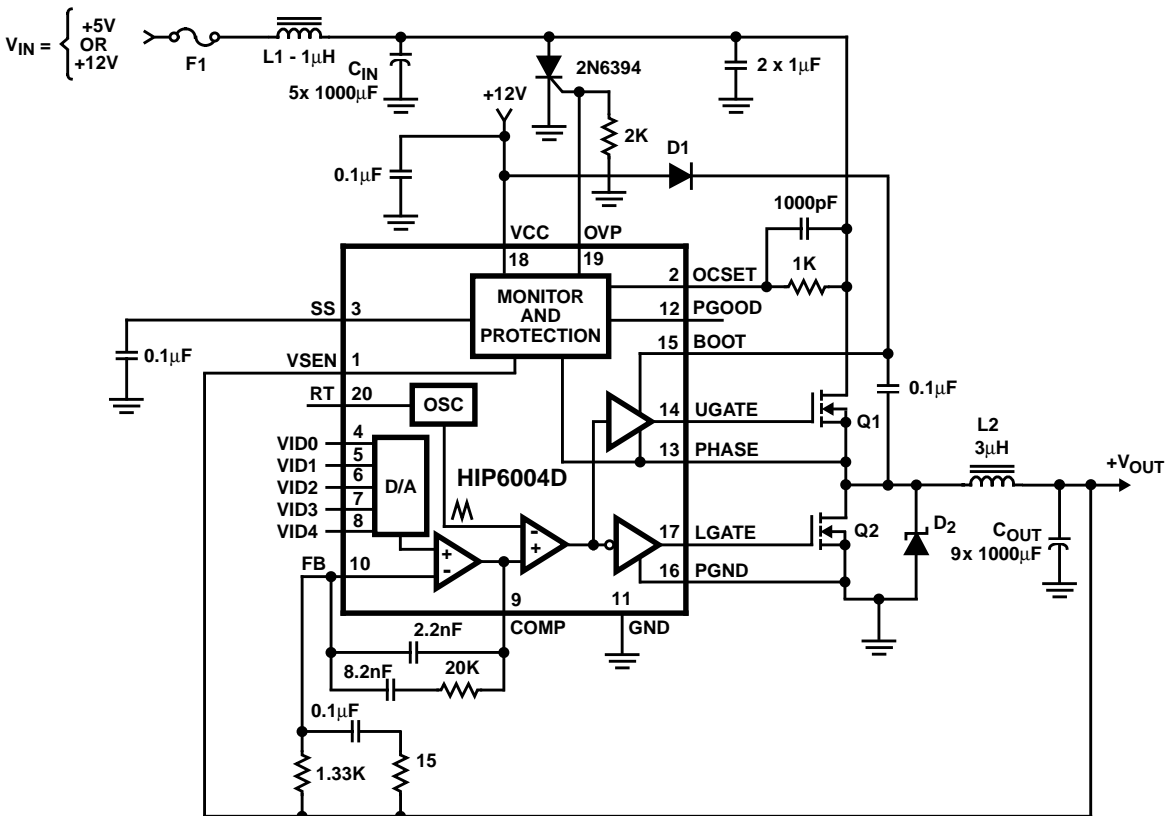 V_IN = { +5V
OR
+12V
F1
L1 - 1µH
C_IN
5x 1000µF
2N6394
2 x 1µF
+12V
2K
D1
0.1µF
1000pF
VCC
OVP
18
19
1K
2
OCSET
MONITOR
AND
PROTECTION
12
PGOOD
SS
3
15
BOOT
0.1µF
VSEN
1
0.1µF
RT
20
OSC
14
UGATE
Q1
L2
3µH
VID0
4
13
PHASE
VID1
5
+V_OUT
VID2
6
D/A
HIP6004D
VID3
7
VID4
8
17
LGATE
Q2
D2
C_OUT
9x 1000µF
+
-
-
+
FB
10
16
PGND
9
11
COMP
GND
2.2nF
8.2nF
20K
0.1µF
1.33K
15